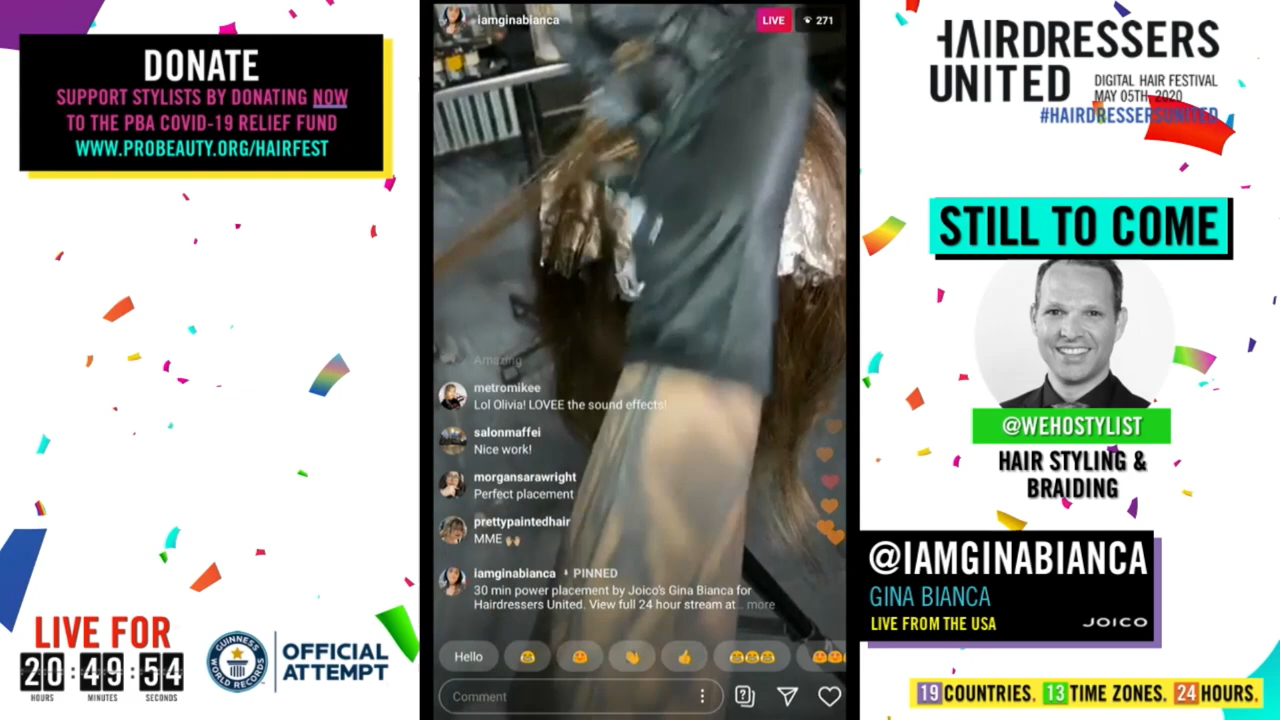 DONATE
SUPPORT STYLISTS BY DONATING NOW
TO THE PBA COVID-19 RELIEF FUND
WWW.PROBEAUTY.ORG/HAIRFEST
LIVE FOR
20:49:54
HOURS MINUTES SECONDS
GUINNESS WORLD RECORDS
OFFICIAL
ATTEMPT
iamginabianca
LIVE
271
Amazing
metromikee
Lol Olivia! LOVEE the sound effects!
salonmaffei
Nice work!
morgansarawright
Perfect placement
prettypaintedhair
MME 🙌🏼
iamginabianca PINNED
30 min power placement by Joico's Gina Bianca for
Hairdressers United. View full 24 hour stream at... more
Hello
Comment
HAIRDRESSERS
UNITED
DIGITAL HAIR FESTIVAL
MAY 05TH, 2020
#HAIRDRESSERSUNITED
STILL TO COME
@WEHOSTYLIST
HAIR STYLING &
BRAIDING
@IAMGINABIANCA
GINA BIANCA
LIVE FROM THE USA
JOICO
19 COUNTRIES. 13 TIME ZONES. 24 HOURS.